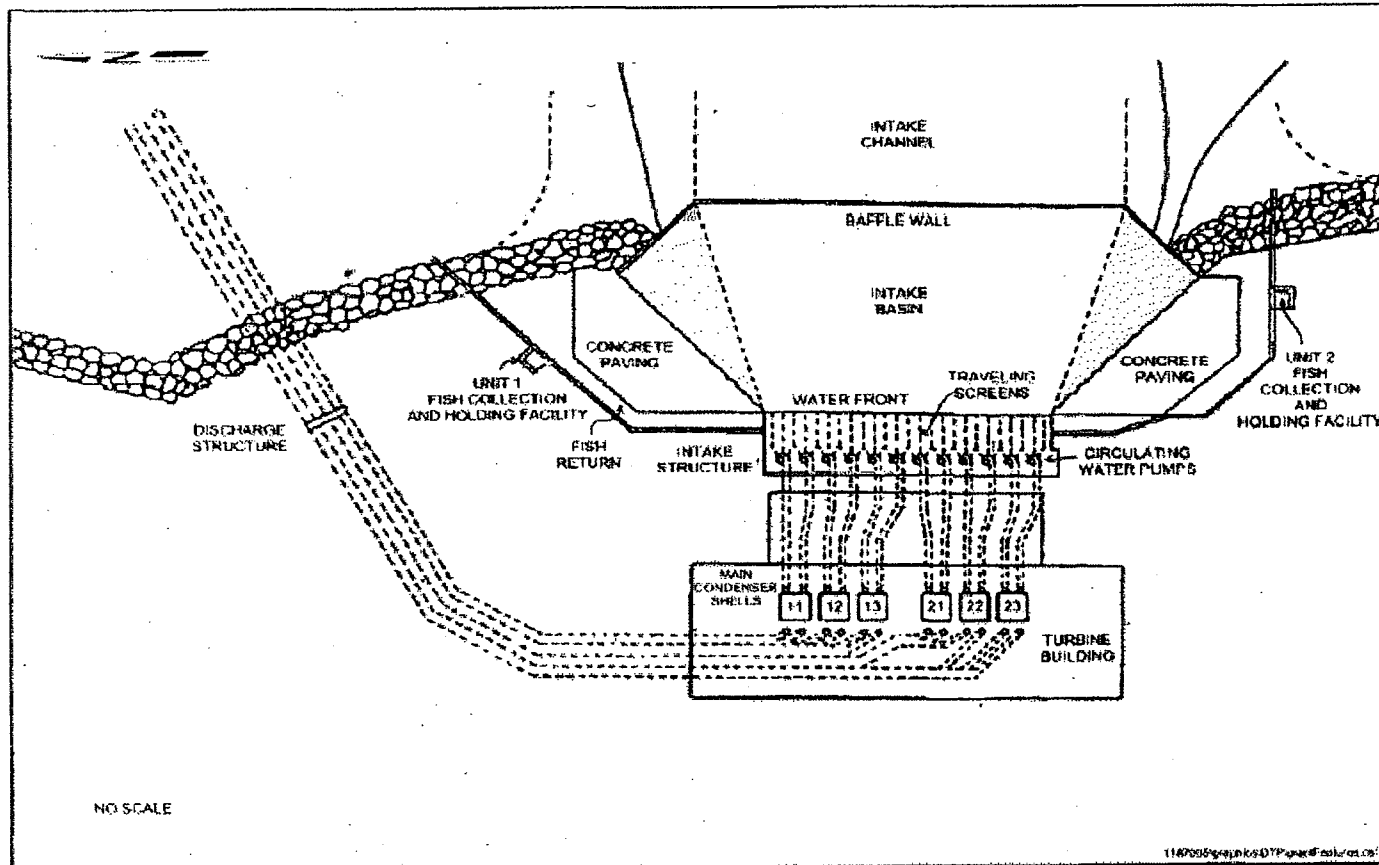 N
INTAKE
CHANNEL
BAFFLE WALL
INTAKE
BASIN
CONCRETE
PAVING
CONCRETE
PAVING
UNIT 1
FISH COLLECTION
AND HOLDING FACILITY
UNIT 2
FISH
COLLECTION
AND
HOLDING FACILITY
TRAVELING
SCREENS
WATER FRONT
DISCHARGE
STRUCTURE
FISH
RETURN
INTAKE
STRUCTURE
CIRCULATING
WATER PUMPS
MAIN
CONDENSER
SHELLS
11 12 13 21 22 23
TURBINE
BUILDING
NO SCALE